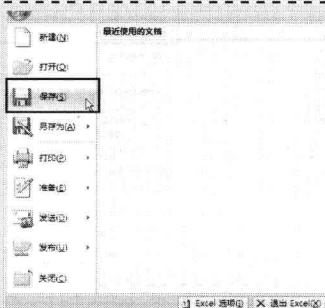 最近使用的文档
新建(N)
打开(O)
保存(S)
另存为(A)
打印(P)
准备(E)
发送(D)
发布(U)
关闭(C)
Excel 选项(I) 退出 Excel(X)